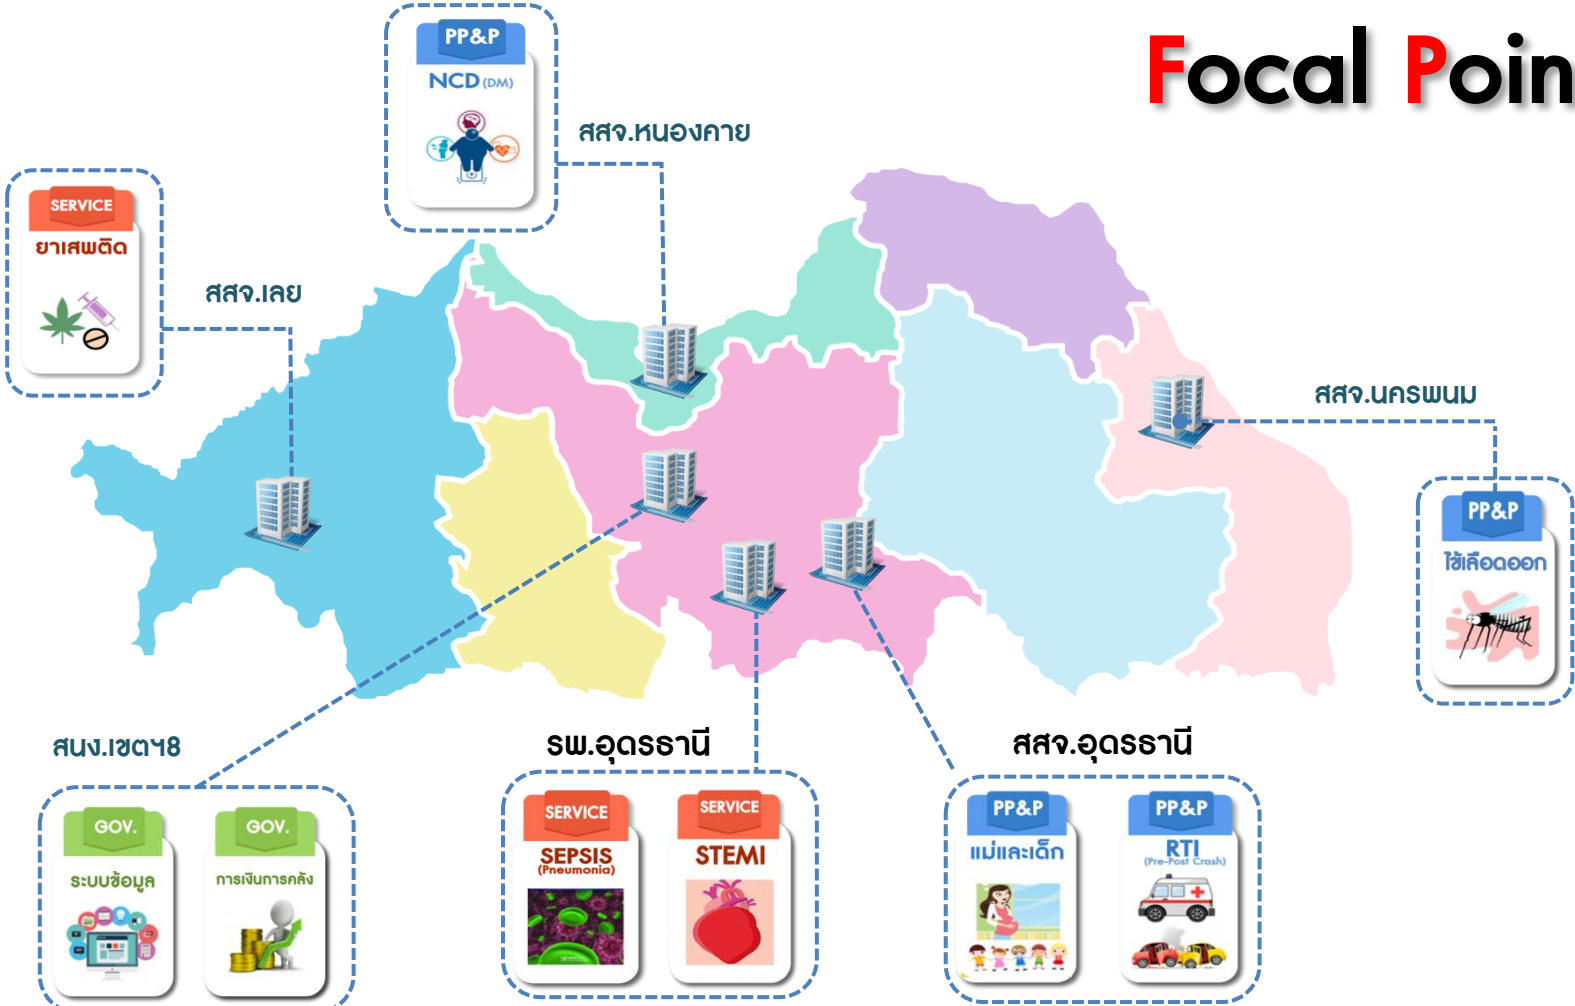 Focal Poin
PP&P
NCD (DM)
สสจ.หนองคาย
SERVICE
ยาเสพติด
สสจ.เลย
สสจ.นครพนม
PP&P
ไข้เลือดออก
สนง.เขตฯ8
รพ.อุดรธานี
สสจ.อุดรธานี
GOV.
ระบบข้อมูล
GOV.
การเงินการคลัง
SERVICE
SEPSIS
(Pneumonia)
SERVICE
STEMI
PP&P
แม่และเด็ก
PP&P
RTI
(Pre-Post Crash)